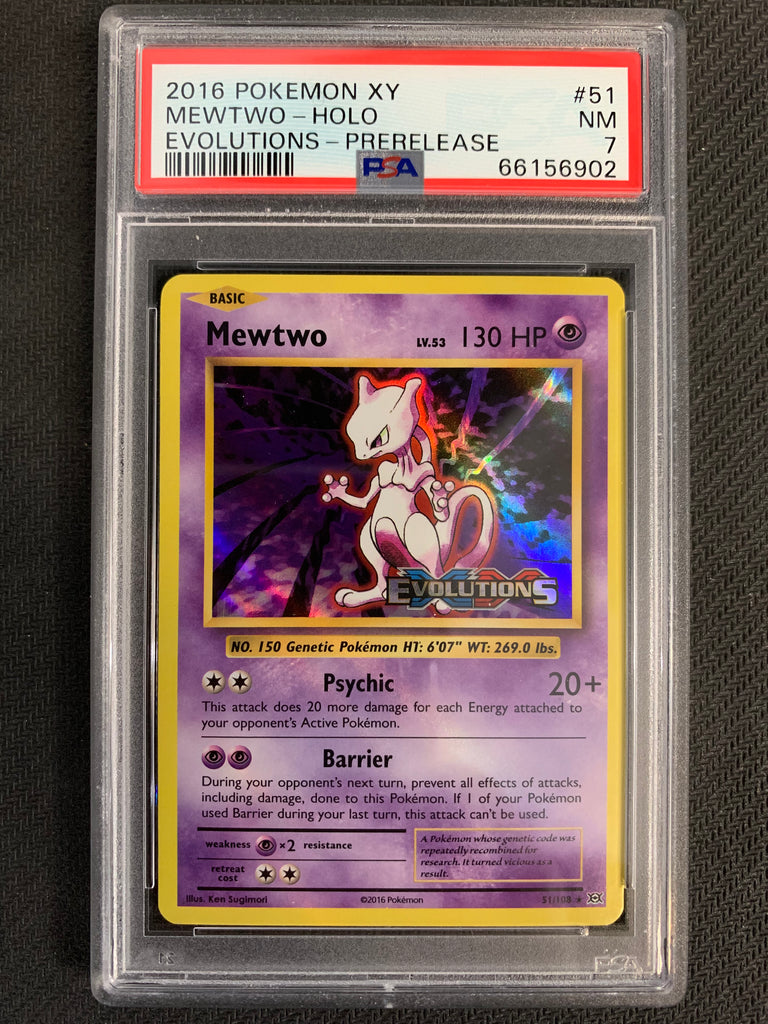 2016 POKEMON XY #51
MEWTWO – HOLO NM
EVOLUTIONS – PRERELEASE 7
PSA 66156902
BASIC
Mewtwo LV.53 130 HP
EVOLUTIONS
NO. 150 Genetic Pokémon HT: 6'07" WT: 269.0 lbs.
Psychic 20+
This attack does 20 more damage for each Energy attached to
your opponent's Active Pokémon.
Barrier
During your opponent's next turn, prevent all effects of attacks,
including damage, done to this Pokémon. If 1 of your Pokémon
used Barrier during your last turn, this attack can't be used.
weakness ×2 resistance
retreat
cost
A Pokémon whose genetic code was
repeatedly recombined for
research. It turned vicious as a
result.
Illus. Ken Sugimori ©2016 Pokémon 51/108 ★
PSA